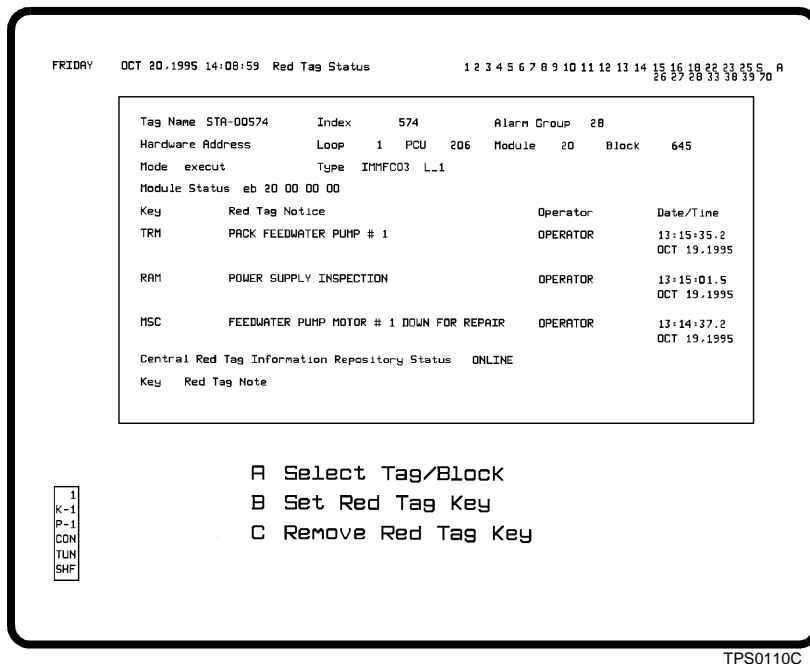 FRIDAY OCT 20,1995 14:08:59 Red Tag Status 1 2 3 4 5 6 7 8 9 10 11 12 13 14 15 16 18 22 23 25 S A
26 27 28 33 38 39 70
Tag Name STA-00574 Index 574 Alarm Group 28
Hardware Address Loop 1 PCU 206 Module 20 Block 645
Mode execut Type IMMFC03 L_1
Module Status eb 20 00 00 00
Key Red Tag Notice Operator Date/Time
TRM PACK FEEDWATER PUMP # 1 OPERATOR 13:15:35.2
OCT 19,1995
RAM POWER SUPPLY INSPECTION OPERATOR 13:15:01.5
OCT 19,1995
MSC FEEDWATER PUMP MOTOR # 1 DOWN FOR REPAIR OPERATOR 13:14:37.2
OCT 19,1995
Central Red Tag Information Repository Status ONLINE
Key Red Tag Note
A Select Tag/Block
B Set Red Tag Key
C Remove Red Tag Key
1
K-1
P-1
CON
TUN
SHF
TPS0110C